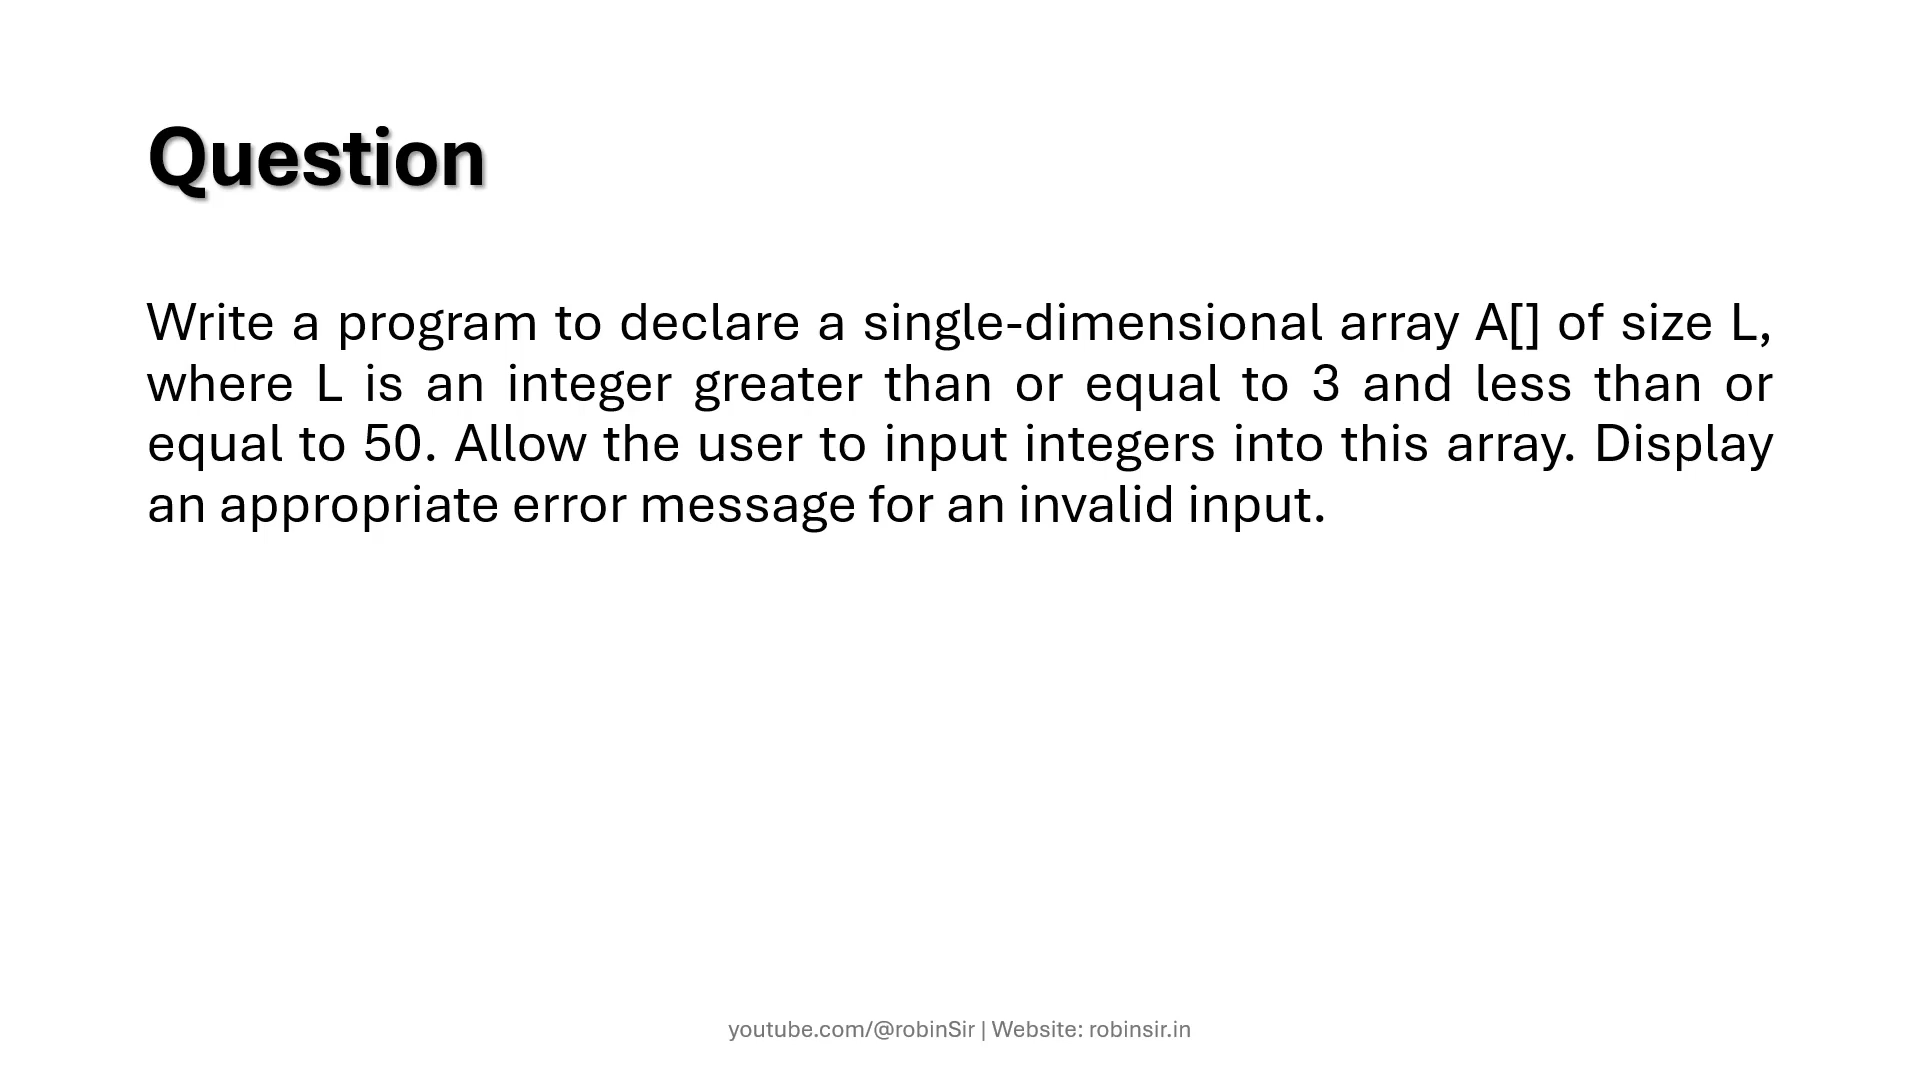 Question
Write a program to declare a single-dimensional array A[] of size L,
where L is an integer greater than or equal to 3 and less than or
equal to 50. Allow the user to input integers into this array. Display
an appropriate error message for an invalid input.
youtube.com/@robinSir | Website: robinsir.in